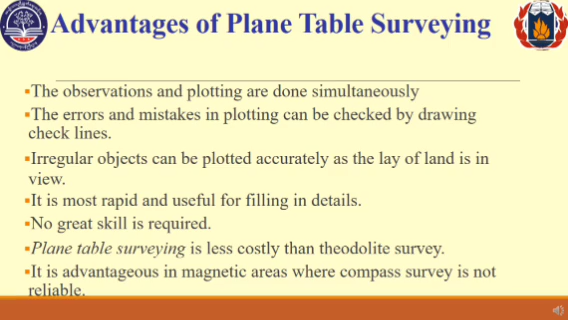 Advantages of Plane Table Surveying
▪The observations and plotting are done simultaneously
▪The errors and mistakes in plotting can be checked by drawing
check lines.
▪Irregular objects can be plotted accurately as the lay of land is in
view.
▪It is most rapid and useful for filling in details.
▪No great skill is required.
▪Plane table surveying is less costly than theodolite survey.
▪It is advantageous in magnetic areas where compass survey is not
reliable.